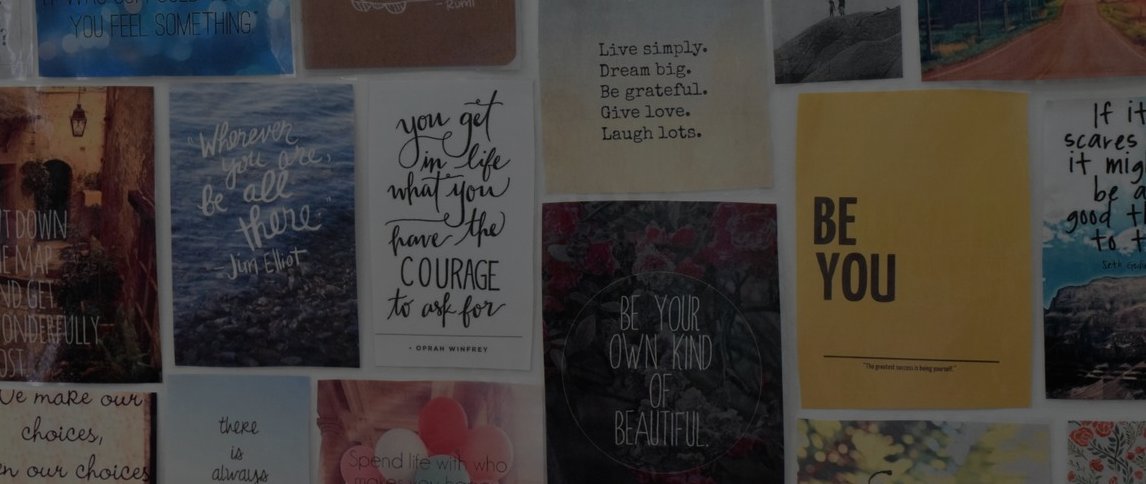 YOU FEEL SOMETHING"
- Rumi
Live simply.
Dream big.
Be grateful.
Give love.
Laugh lots.
"Wherever
you are,
be all
there."
- Jim Elliot
you get
in life
what you
have the
COURAGE
to ask for
- OPRAH WINFREY
BE
YOU
"The greatest success is being yourself."
If it
scares
it mig
be a
good t
to t
Seth Godin
T DOWN
MAP
ND GET
ONDERFULLY
OST
BE YOUR
OWN KIND
OF
BEAUTIFUL.
We make our
choices,
n our choices
there
is
always
Spend life with who
makes you